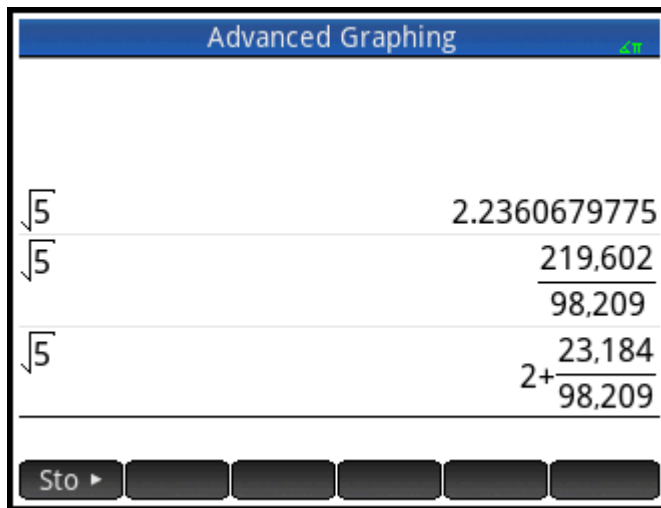 Advanced Graphing
∡π
√5 2.2360679775
√5 219,602
98,209
√5 2+23,184
98,209
Sto ►